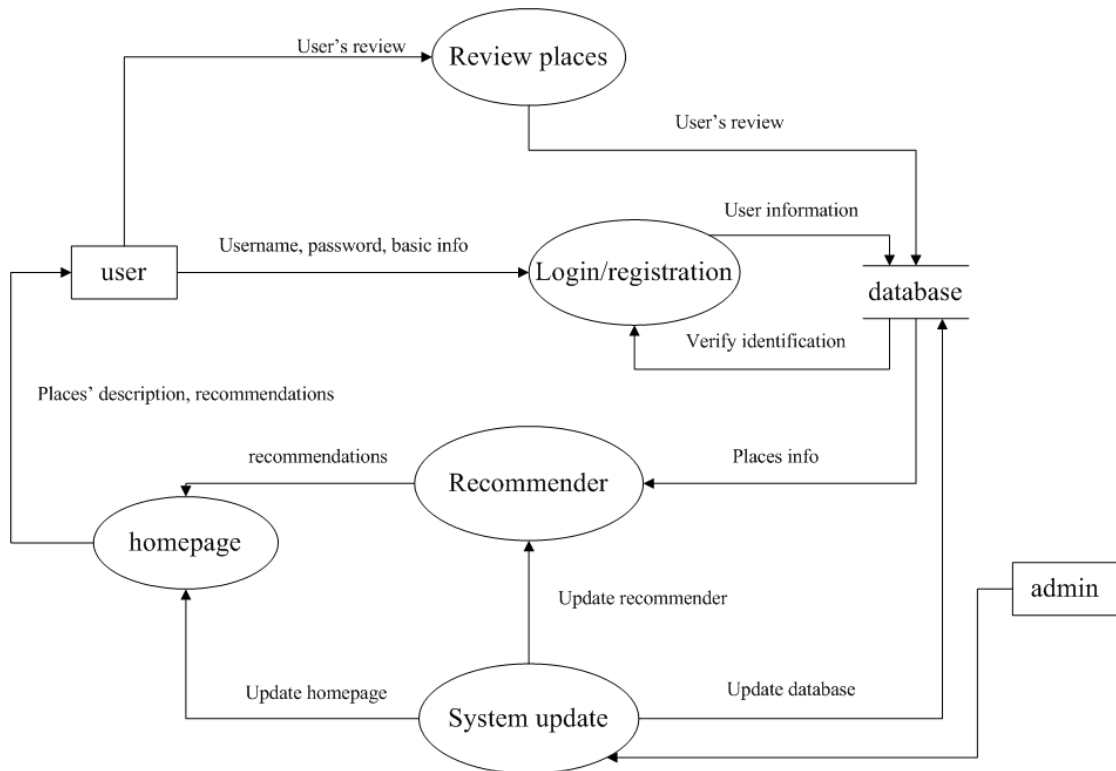 User's review
Review places
User's review
User information
Username, password, basic info
user
Login/registration
database
Verify identification
Places' description, recommendations
recommendations
Places info
Recommender
homepage
admin
Update recommender
Update homepage
Update database
System update